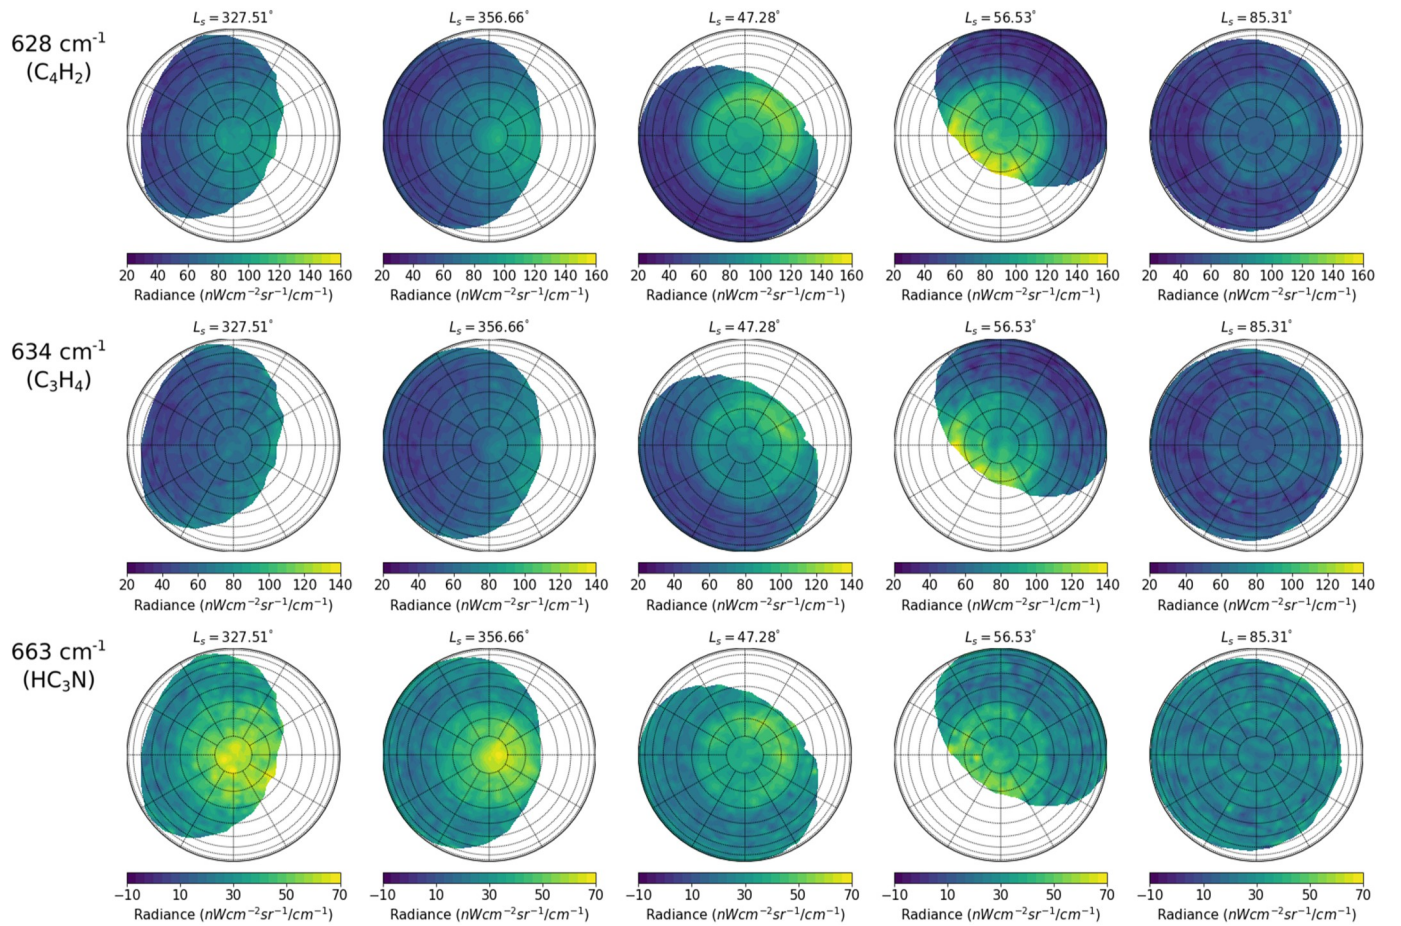 628 cm-1
(C4H2)
Ls = 327.51° Ls = 356.66° Ls = 47.28° Ls = 56.53° Ls = 85.31°
20 40 60 80 100 120 140 160 20 40 60 80 100 120 140 160 20 40 60 80 100 120 140 160 20 40 60 80 100 120 140 160 20 40 60 80 100 120 140 160
Radiance (nWcm−2sr−1/cm−1) Radiance (nWcm−2sr−1/cm−1) Radiance (nWcm−2sr−1/cm−1) Radiance (nWcm−2sr−1/cm−1) Radiance (nWcm−2sr−1/cm−1)
634 cm-1
(C3H4)
Ls = 327.51° Ls = 356.66° Ls = 47.28° Ls = 56.53° Ls = 85.31°
20 40 60 80 100 120 140 20 40 60 80 100 120 140 20 40 60 80 100 120 140 20 40 60 80 100 120 140 20 40 60 80 100 120 140
Radiance (nWcm−2sr−1/cm−1) Radiance (nWcm−2sr−1/cm−1) Radiance (nWcm−2sr−1/cm−1) Radiance (nWcm−2sr−1/cm−1) Radiance (nWcm−2sr−1/cm−1)
663 cm-1
(HC3N)
Ls = 327.51° Ls = 356.66° Ls = 47.28° Ls = 56.53° Ls = 85.31°
−10 10 30 50 70 −10 10 30 50 70 −10 10 30 50 70 −10 10 30 50 70 −10 10 30 50 70
Radiance (nWcm−2sr−1/cm−1) Radiance (nWcm−2sr−1/cm−1) Radiance (nWcm−2sr−1/cm−1) Radiance (nWcm−2sr−1/cm−1) Radiance (nWcm−2sr−1/cm−1)